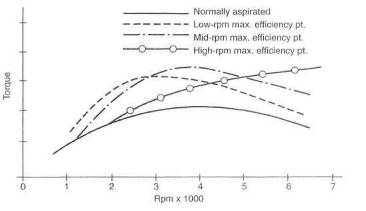 Normally aspirated
Low-rpm max. efficiency pt.
Mid-rpm max. efficiency pt.
High-rpm max. efficiency pt.
Torque
0 1 2 3 4 5 6 7
Rpm x 1000